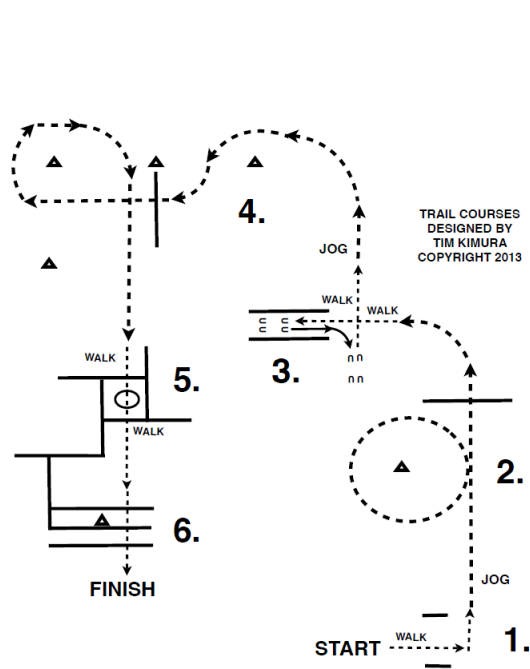 4.
TRAIL COURSES
DESIGNED BY
TIM KIMURA
COPYRIGHT 2013
JOG
WALK
WALK
WALK
5.
3.
WALK
2.
6.
JOG
FINISH
START
WALK
1.